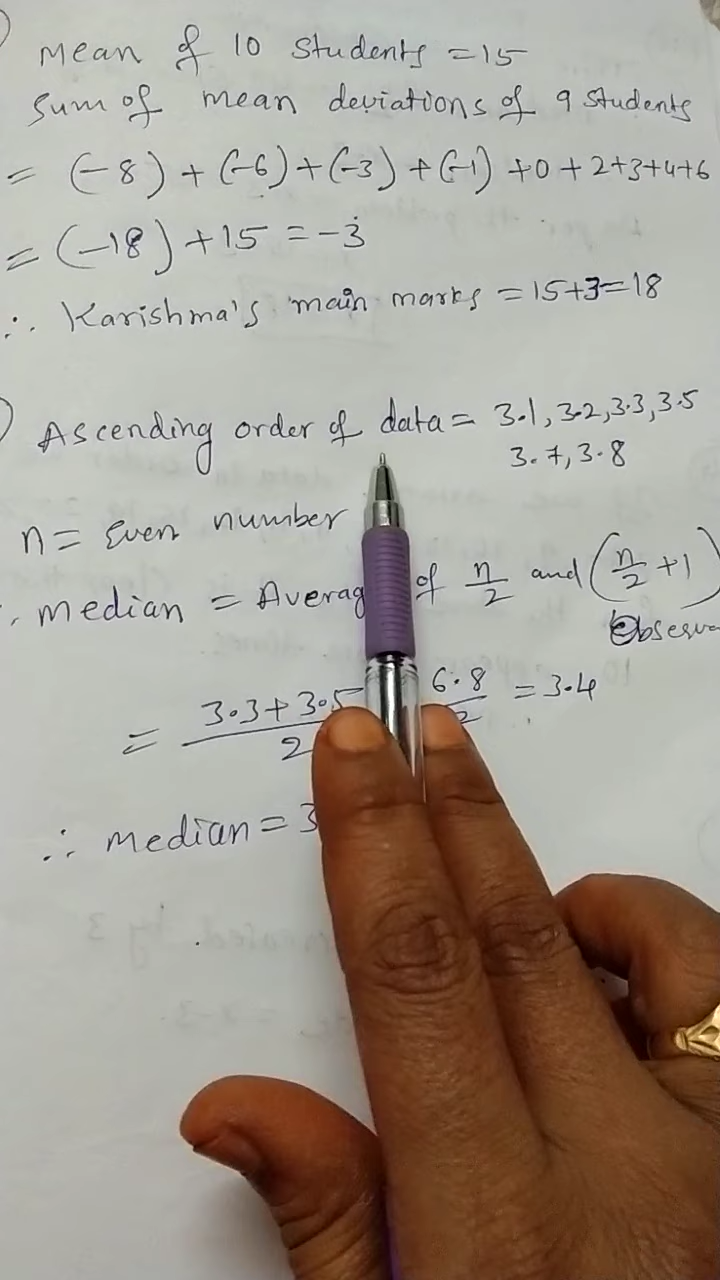 Mean of 10 students = 15
Sum of mean deviations of 9 students
= (-8) + (-6) + (-3) + (-1) + 0 + 2+3+4+6
= (-18) + 15 = -3
∴ Karishma's main marks = 15+3=18
Ascending order of data = 3.1, 3.2, 3.3, 3.5
3.7, 3.8
n = Even number
median = Averag of n/2 and (n/2 + 1)
Observa
= 3.3 + 3.5 / 2 6.8 / 2 = 3.4
∴ median = 3